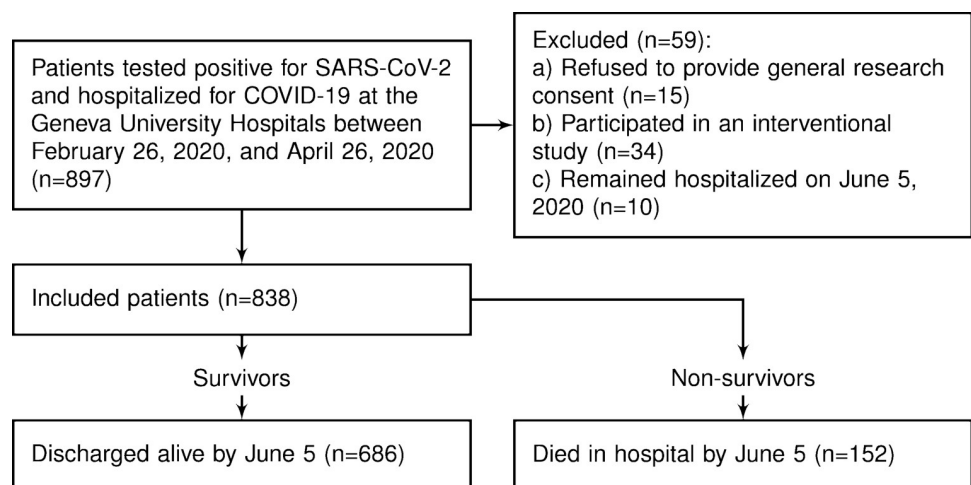 Patients tested positive for SARS-CoV-2
and hospitalized for COVID-19 at the
Geneva University Hospitals between
February 26, 2020, and April 26, 2020
(n=897)
Excluded (n=59):
a) Refused to provide general research
consent (n=15)
b) Participated in an interventional
study (n=34)
c) Remained hospitalized on June 5,
2020 (n=10)
Included patients (n=838)
Survivors
Non-survivors
Discharged alive by June 5 (n=686)
Died in hospital by June 5 (n=152)